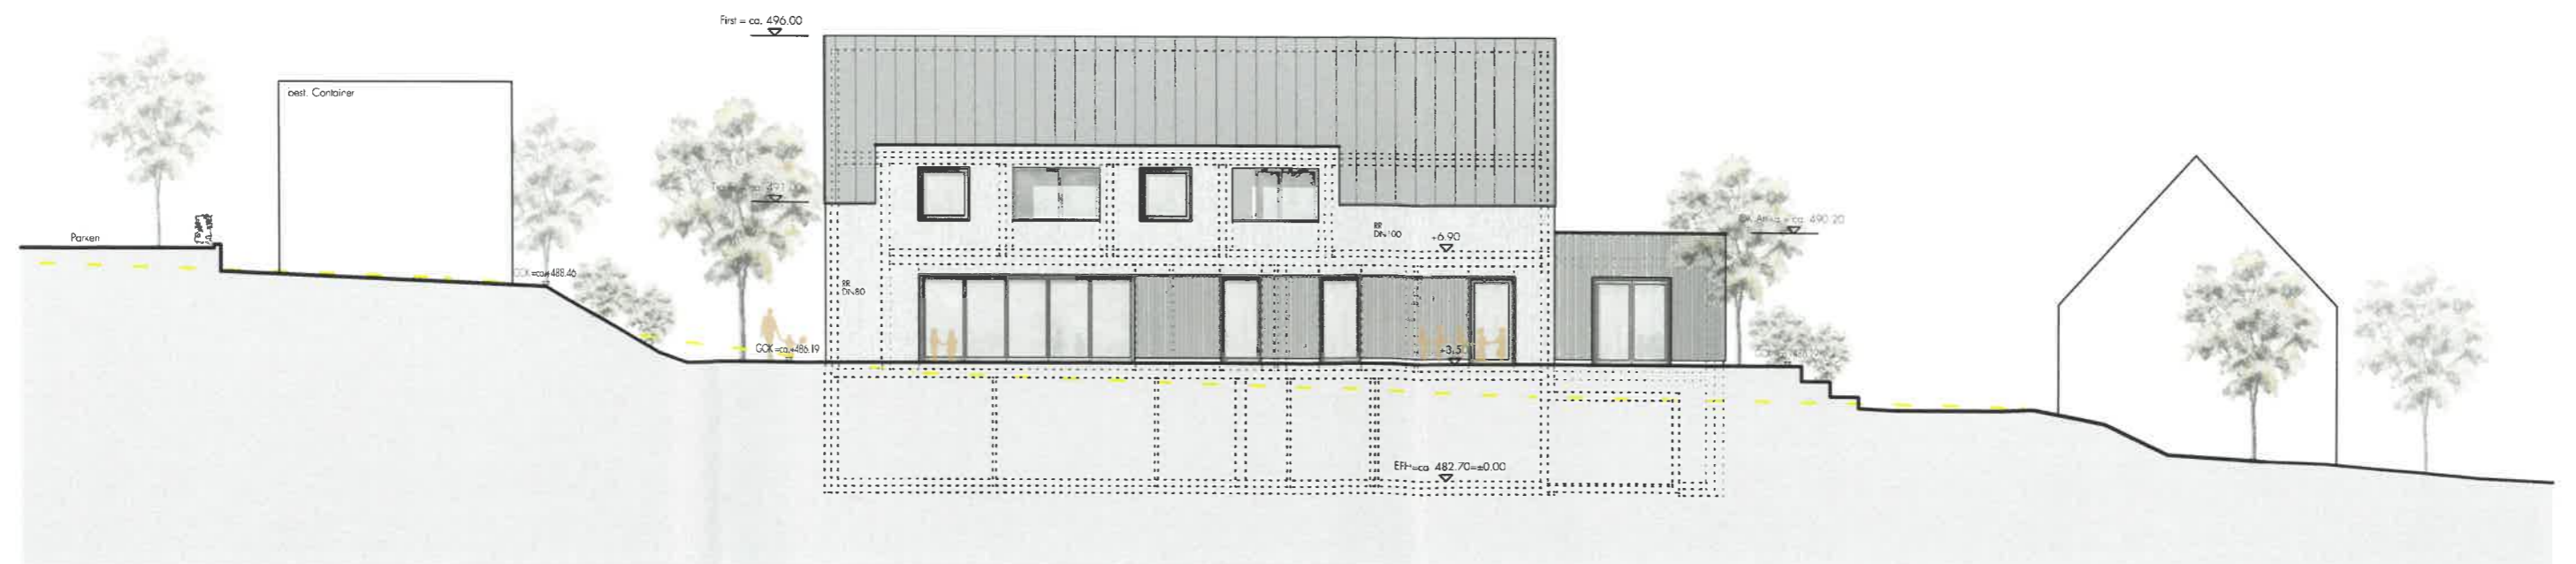 First = ca. 496.00
best. Container
Parken
GOK=ca.+488.46
RR
DN80
GOK=ca.+486.19
RR
DN100
+6.90
OK Attika = ca. 490.20
+3.5
EFH=ca 482.70=±0.00